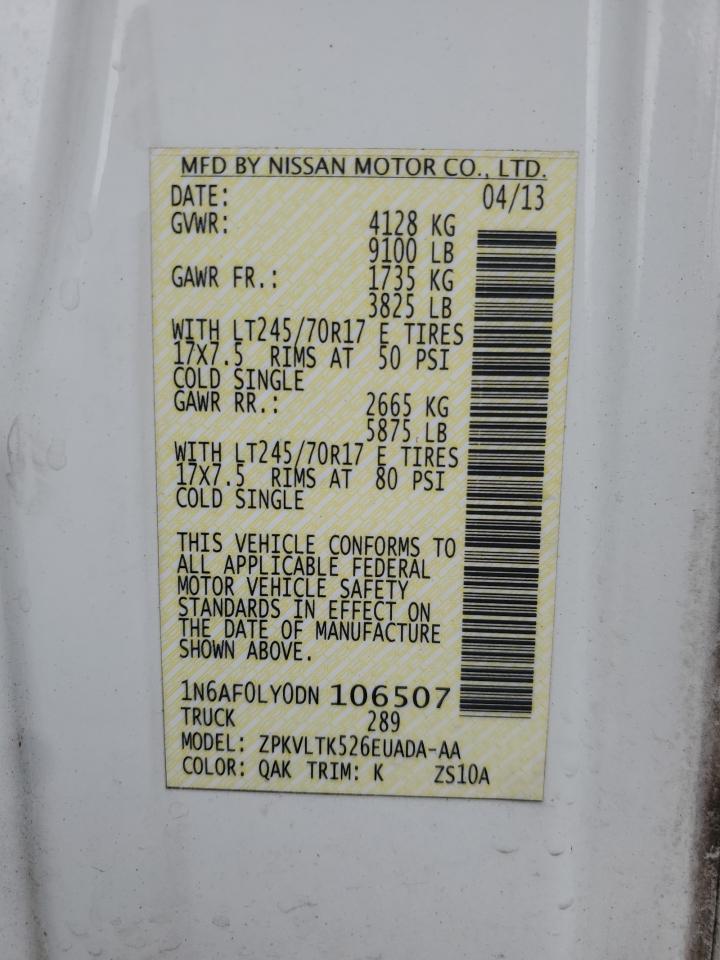 MFD BY NISSAN MOTOR CO., LTD.
DATE: 04/13
GVWR: 4128 KG
9100 LB
GAWR FR.: 1735 KG
3825 LB
WITH LT245/70R17 E TIRES
17X7.5 RIMS AT 50 PSI
COLD SINGLE
GAWR RR.: 2665 KG
5875 LB
WITH LT245/70R17 E TIRES
17X7.5 RIMS AT 80 PSI
COLD SINGLE
THIS VEHICLE CONFORMS TO
ALL APPLICABLE FEDERAL
MOTOR VEHICLE SAFETY
STANDARDS IN EFFECT ON
THE DATE OF MANUFACTURE
SHOWN ABOVE.
1N6AF0LY0DN 106507
TRUCK 289
MODEL: ZPKVLTK526EUADA-AA
COLOR: QAK TRIM: K ZS10A